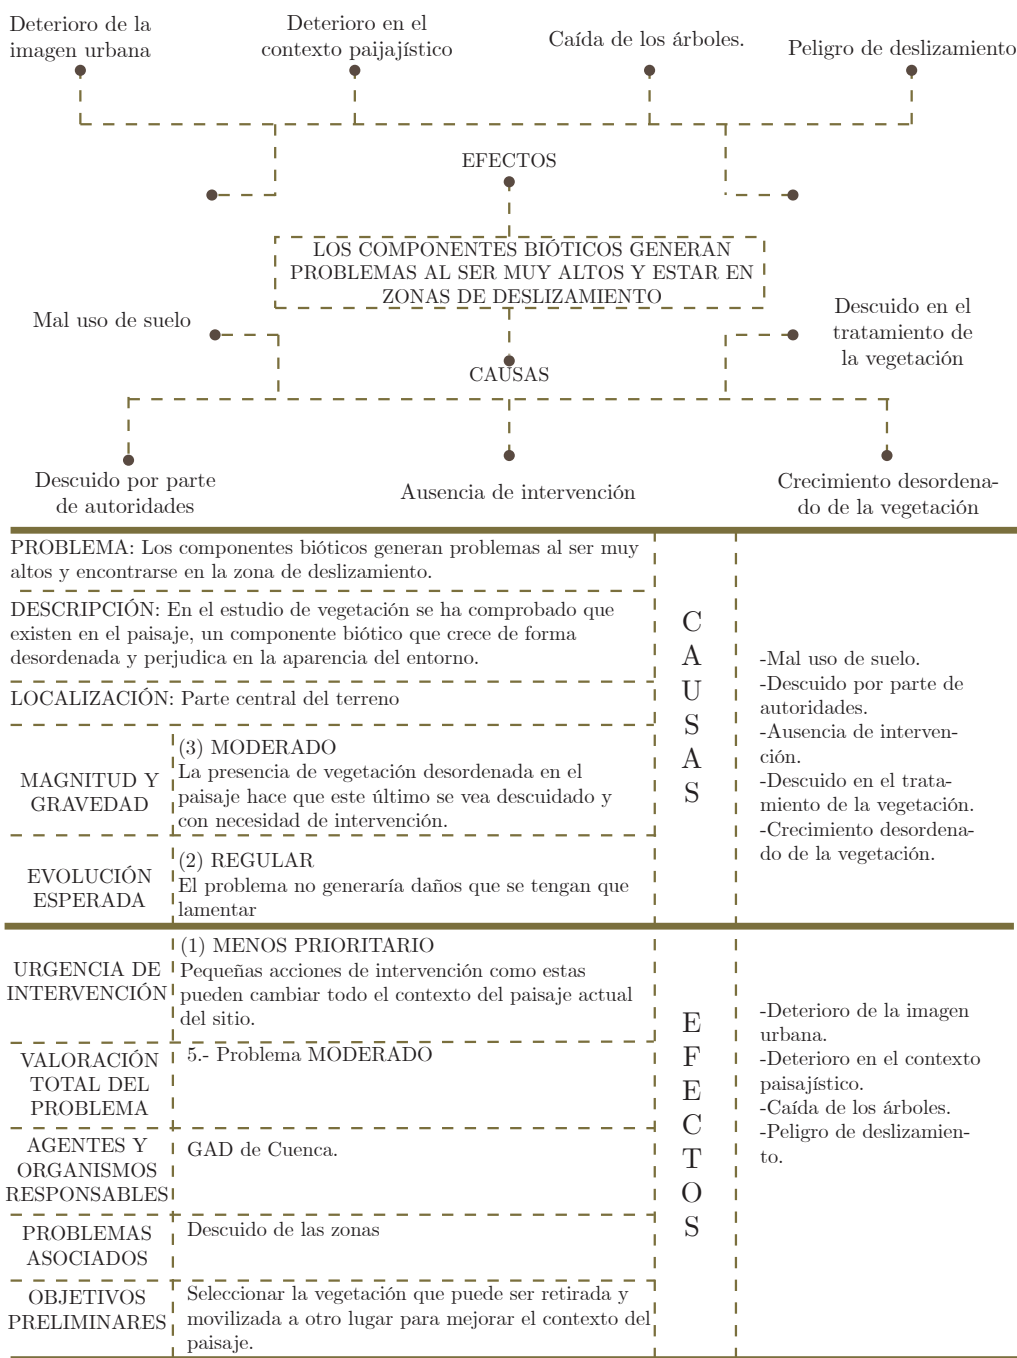 Deterioro de la
imagen urbana
Deterioro en el
contexto paijajístico
Caída de los árboles.
Peligro de deslizamiento
EFECTOS
LOS COMPONENTES BIÓTICOS GENERAN
PROBLEMAS AL SER MUY ALTOS Y ESTAR EN
ZONAS DE DESLIZAMIENTO
Mal uso de suelo
Descuido en el
tratamiento de
la vegetación
CAUSAS
Descuido por parte
de autoridades
Ausencia de intervención
Crecimiento desordena-
do de la vegetación
PROBLEMA: Los componentes bióticos generan problemas al ser muy
altos y encontrarse en la zona de deslizamiento.
DESCRIPCIÓN: En el estudio de vegetación se ha comprobado que
existen en el paisaje, un componente biótico que crece de forma
desordenada y perjudica en la aparencia del entorno.
LOCALIZACIÓN: Parte central del terreno
MAGNITUD Y
GRAVEDAD
(3) MODERADO
La presencia de vegetación desordenada en el
paisaje hace que este último se vea descuidado y
con necesidad de intervención.
EVOLUCIÓN
ESPERADA
(2) REGULAR
El problema no generaría daños que se tengan que
lamentar
C
A
U
S
A
S
-Mal uso de suelo.
-Descuido por parte de
autoridades.
-Ausencia de interven-
ción.
-Descuido en el trata-
miento de la vegetación.
-Crecimiento desordena-
do de la vegetación.
URGENCIA DE
INTERVENCIÓN
(1) MENOS PRIORITARIO
Pequeñas acciones de intervención como estas
pueden cambiar todo el contexto del paisaje actual
del sitio.
VALORACIÓN
TOTAL DEL
PROBLEMA
5.- Problema MODERADO
AGENTES Y
ORGANISMOS
RESPONSABLES
GAD de Cuenca.
PROBLEMAS
ASOCIADOS
Descuido de las zonas
OBJETIVOS
PRELIMINARES
Seleccionar la vegetación que puede ser retirada y
movilizada a otro lugar para mejorar el contexto del
paisaje.
E
F
E
C
T
O
S
-Deterioro de la imagen
urbana.
-Deterioro en el contexto
paisajístico.
-Caída de los árboles.
-Peligro de deslizamien-
to.